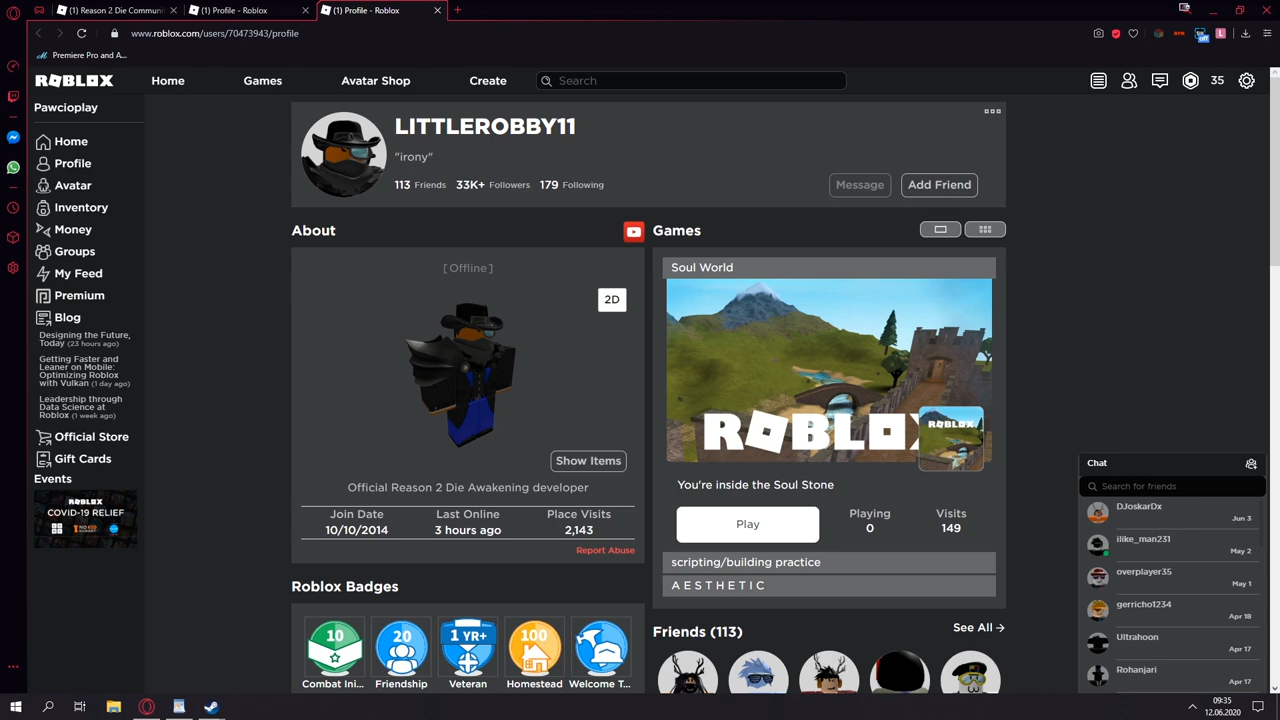 (1) Reason 2 Die Communi
(1) Profile - Roblox
(1) Profile - Roblox
www.roblox.com/users/70473943/profile
Premiere Pro and A...
ROBLOX
Home
Games
Avatar Shop
Create
Search
35
Pawcioplay
Home
Profile
Avatar
Inventory
Money
Groups
My Feed
Premium
Blog
Designing the Future,
Today (23 hours ago)
Getting Faster and
Leaner on Mobile:
Optimizing Roblox
with Vulkan (1 day ago)
Leadership through
Data Science at
Roblox (1 week ago)
Official Store
Gift Cards
Events
ROBLOX
COVID-19 RELIEF
LITTLEROBBY11
"irony"
113 Friends 33K+ Followers 179 Following
Message
Add Friend
About
[ Offline ]
2D
Show Items
Official Reason 2 Die Awakening developer
Join Date
10/10/2014
Last Online
3 hours ago
Place Visits
2,143
Report Abuse
Roblox Badges
10
Combat Ini...
20
Friendship
1 YR+
Veteran
100
Homestead
Welcome T...
Games
Soul World
ROBLOX
ROBLOX
You're inside the Soul Stone
Play
Playing
0
Visits
149
scripting/building practice
A E S T H E T I C
Friends (113)
See All
Chat
Search for friends
DJoskarDx
Jun 3
ilike_man231
May 2
overplayer35
May 1
gerricho1234
Apr 18
Ultrahoon
Apr 17
Rohanjari
Apr 17
09:35
12.06.2020